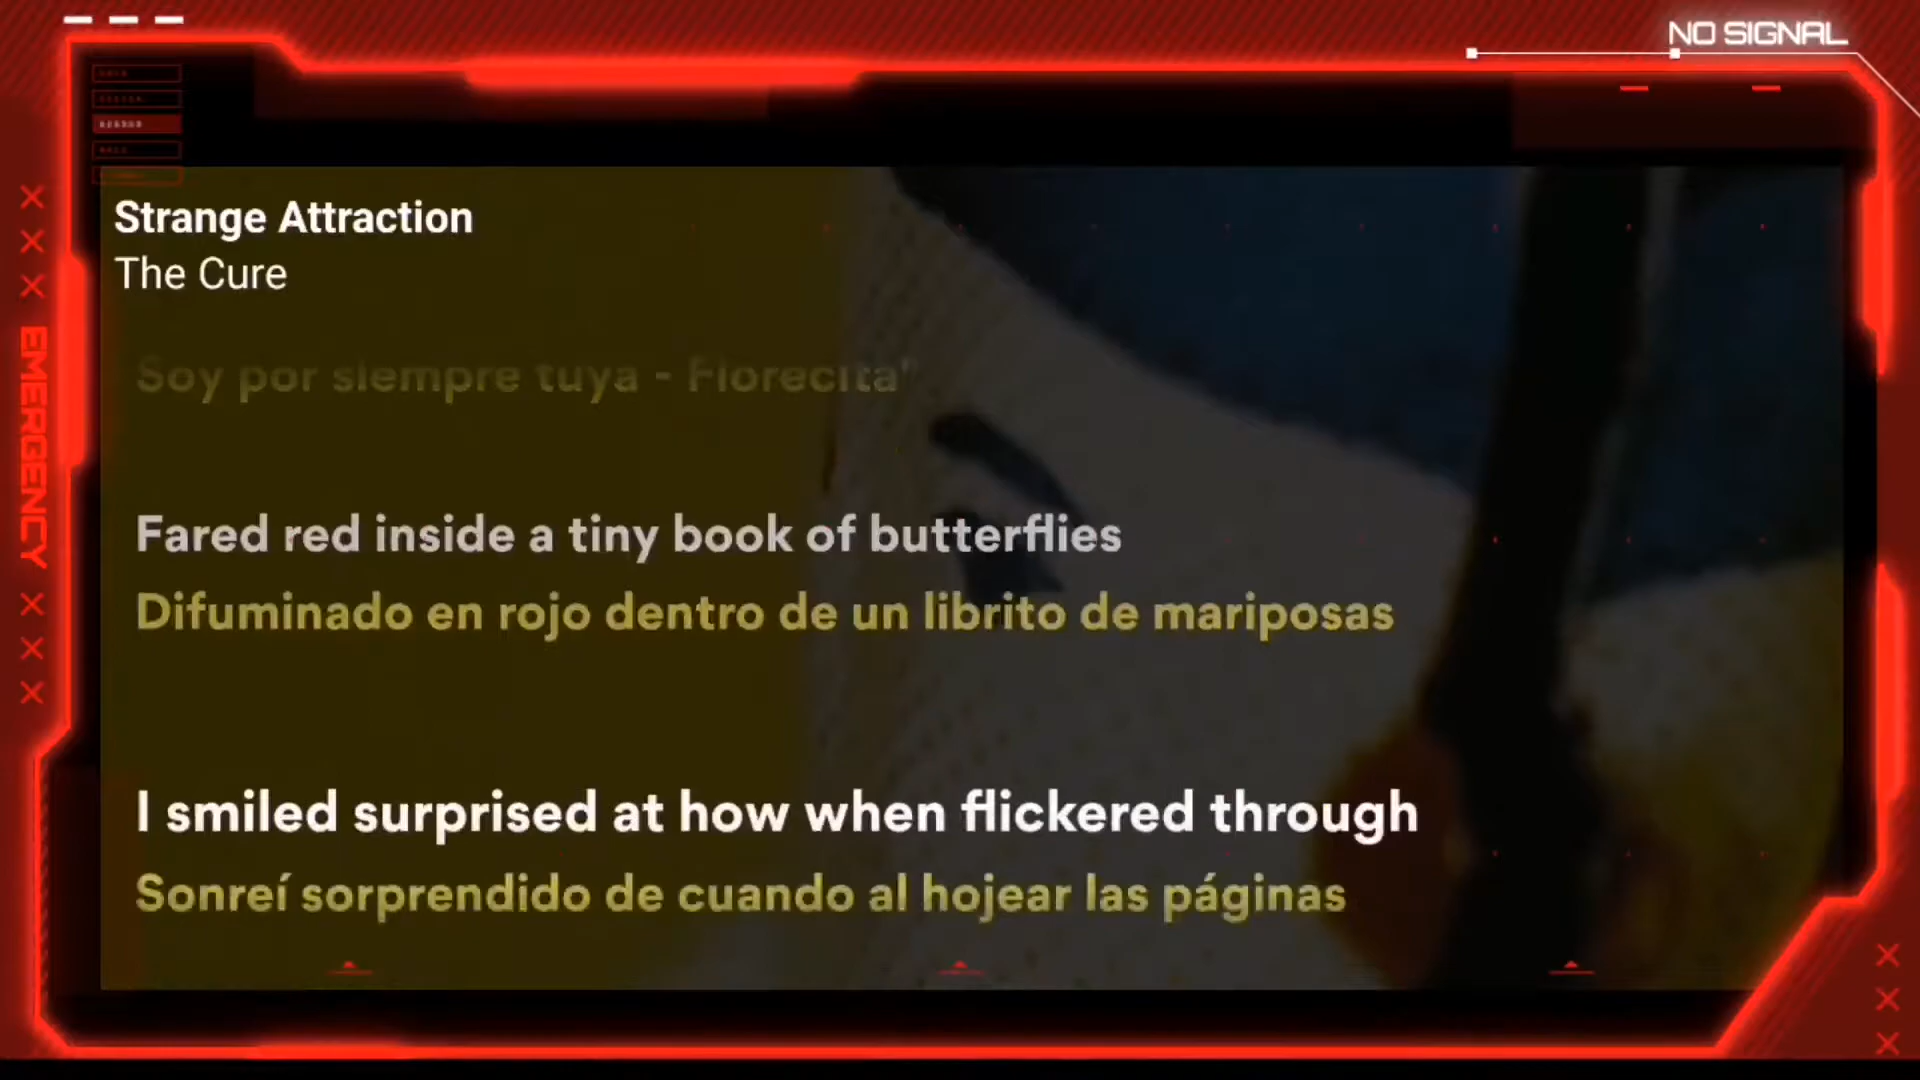 NO SIGNAL
Strange Attraction
The Cure
Soy por siempre tuya - Florecita"
EMERGENCY
Fared red inside a tiny book of butterflies
Difuminado en rojo dentro de un librito de mariposas
I smiled surprised at how when flickered through
Sonreí sorprendido de cuando al hojear las páginas